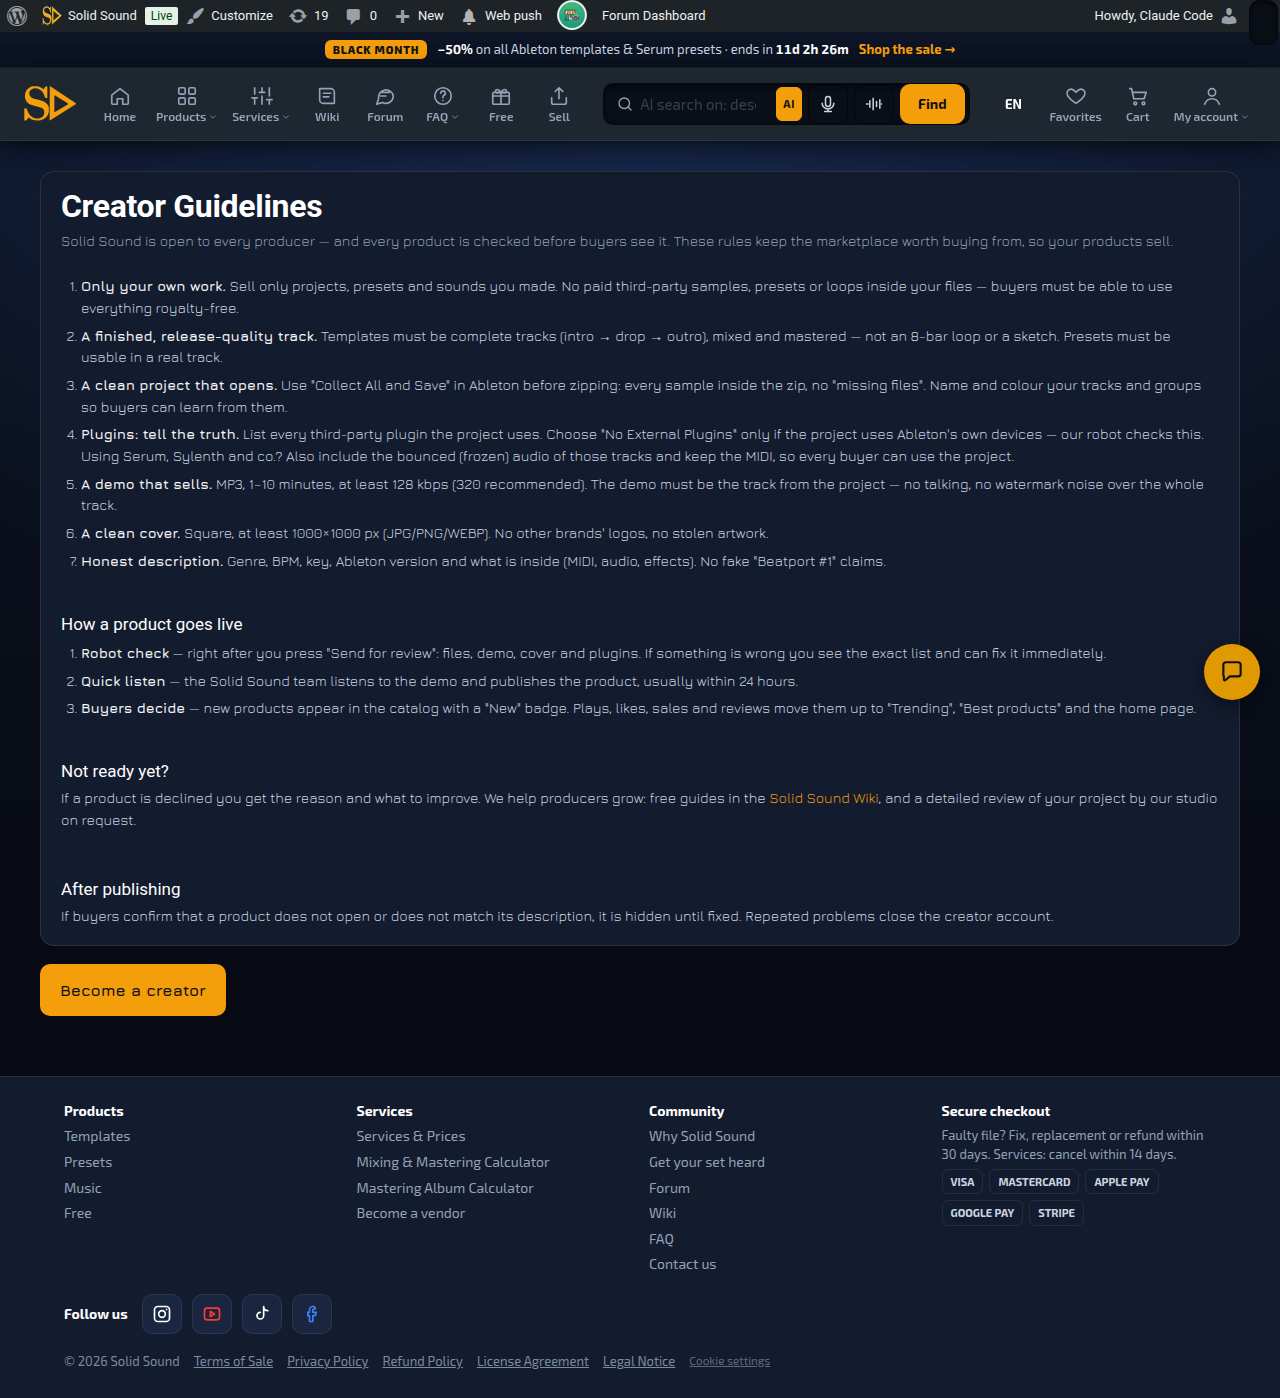 Solid Sound Live Customize 19 0 New Web push Forum Dashboard Howdy, Claude Code
BLACK MONTH −50% on all Ableton templates & Serum presets · ends in 11d 2h 26m Shop the sale →
Home Products Services Wiki Forum FAQ Free Sell AI search on: des AI Find EN Favorites Cart My account
Creator Guidelines
Solid Sound is open to every producer — and every product is checked before buyers see it. These rules keep the marketplace worth buying from, so your products sell.
1. Only your own work. Sell only projects, presets and sounds you made. No paid third-party samples, presets or loops inside your files — buyers must be able to use
everything royalty-free.
2. A finished, release-quality track. Templates must be complete tracks (intro → drop → outro), mixed and mastered — not an 8-bar loop or a sketch. Presets must be
usable in a real track.
3. A clean project that opens. Use "Collect All and Save" in Ableton before zipping: every sample inside the zip, no "missing files". Name and colour your tracks and groups
so buyers can learn from them.
4. Plugins: tell the truth. List every third-party plugin the project uses. Choose "No External Plugins" only if the project uses Ableton's own devices — our robot checks this.
Using Serum, Sylenth and co.? Also include the bounced (frozen) audio of those tracks and keep the MIDI, so every buyer can use the project.
5. A demo that sells. MP3, 1–10 minutes, at least 128 kbps (320 recommended). The demo must be the track from the project — no talking, no watermark noise over the whole
track.
6. A clean cover. Square, at least 1000×1000 px (JPG/PNG/WEBP). No other brands' logos, no stolen artwork.
7. Honest description. Genre, BPM, key, Ableton version and what is inside (MIDI, audio, effects). No fake "Beatport #1" claims.
How a product goes live
1. Robot check — right after you press "Send for review": files, demo, cover and plugins. If something is wrong you see the exact list and can fix it immediately.
2. Quick listen — the Solid Sound team listens to the demo and publishes the product, usually within 24 hours.
3. Buyers decide — new products appear in the catalog with a "New" badge. Plays, likes, sales and reviews move them up to "Trending", "Best products" and the home page.
Not ready yet?
If a product is declined you get the reason and what to improve. We help producers grow: free guides in the Solid Sound Wiki, and a detailed review of your project by our studio
on request.
After publishing
If buyers confirm that a product does not open or does not match its description, it is hidden until fixed. Repeated problems close the creator account.
Become a creator
Products Services Community Secure checkout
Templates Services & Prices Why Solid Sound Faulty file? Fix, replacement or refund within
30 days. Services: cancel within 14 days.
Presets Mixing & Mastering Calculator Get your set heard VISA MASTERCARD APPLE PAY
Music Mastering Album Calculator Forum
Free Become a vendor Wiki GOOGLE PAY STRIPE
FAQ
Contact us
Follow us
© 2026 Solid Sound Terms of Sale Privacy Policy Refund Policy License Agreement Legal Notice Cookie settings